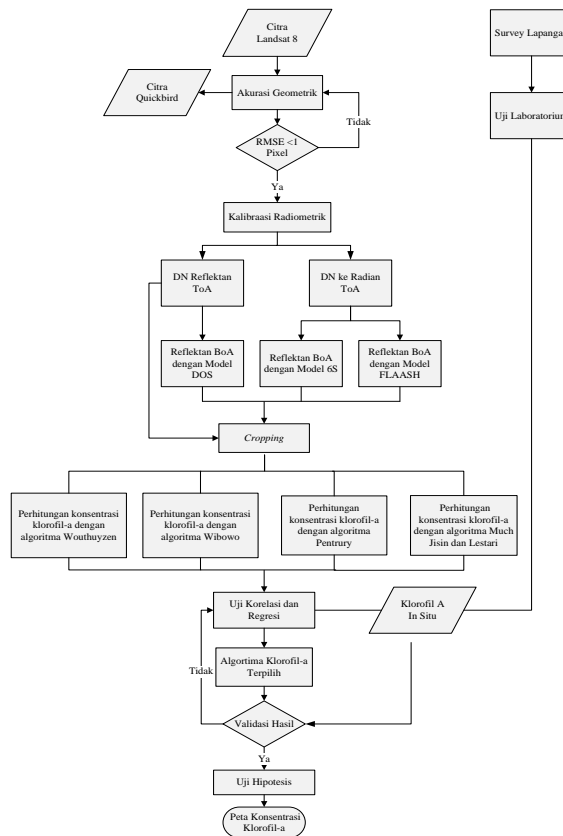 Citra
Landsat 8
Survey Lapangan
Citra
Quickbird
Akurasi Geometrik
Uji Laboratorium
Tidak
RMSE <1
Pixel
Ya
Kalibraasi Radiometrik
DN Reflektan
ToA
DN ke Radian
ToA
Reflektan BoA
dengan Model
DOS
Reflektan BoA
dengan Model 6S
Reflektan BoA
dengan Model
FLAASH
Cropping
Perhitungan konsentrasi
klorofil-a dengan
algoritma Wouthuyzen
Perhitungan konsentrasi
klorofil-a dengan
algoritma Wibowo
Perhitungan
konsentrasi klorofil-a
dengan algoritma
Pentrury
Perhitungan
konsentrasi klorofil-a
dengan algoritma Much
Jisin dan Lestari
Uji Korelasi dan
Regresi
Klorofil A
In Situ
Algortima Klorofil-a
Terpilih
Tidak
Validasi Hasil
Ya
Uji Hipotesis
Peta Konsentrasi
Klorofil-a